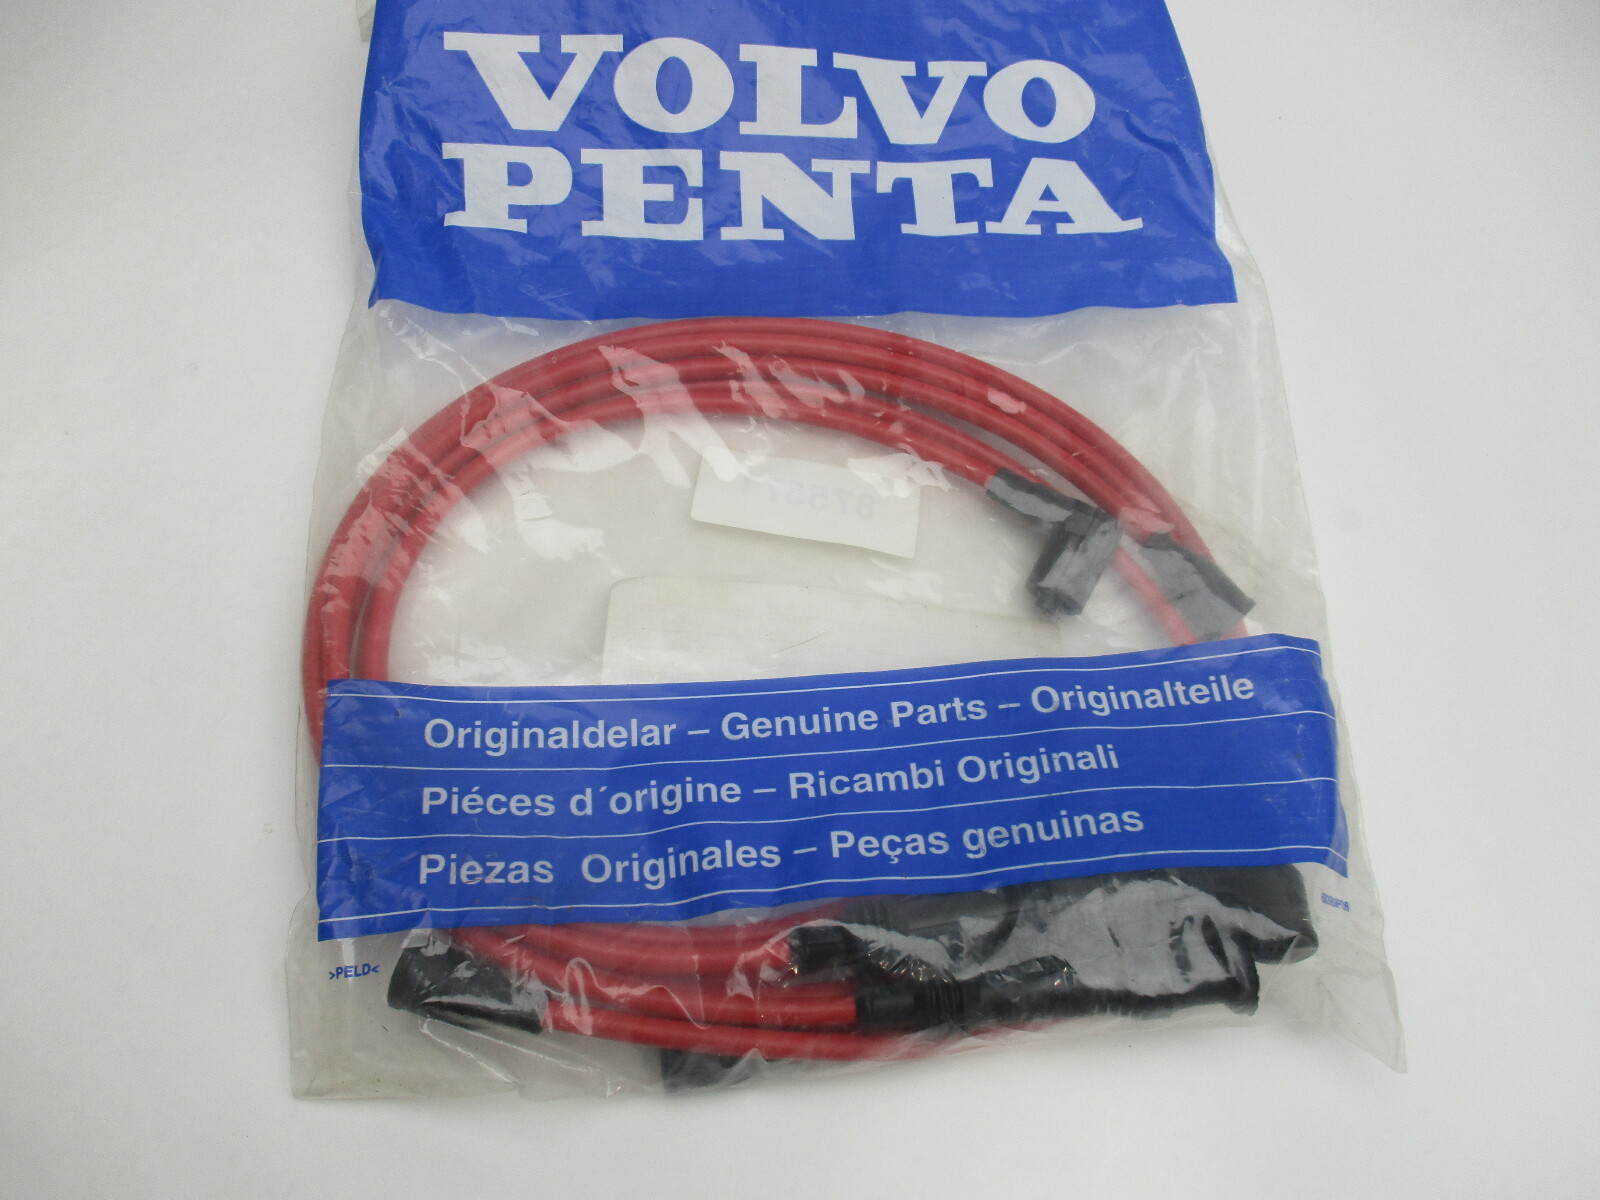 VOLVO
PENTA
Originaldelar – Genuine Parts – Originalteile
Piéces d´origine – Ricambi Originali
Piezas Originales – Peças genuinas
>PELD<